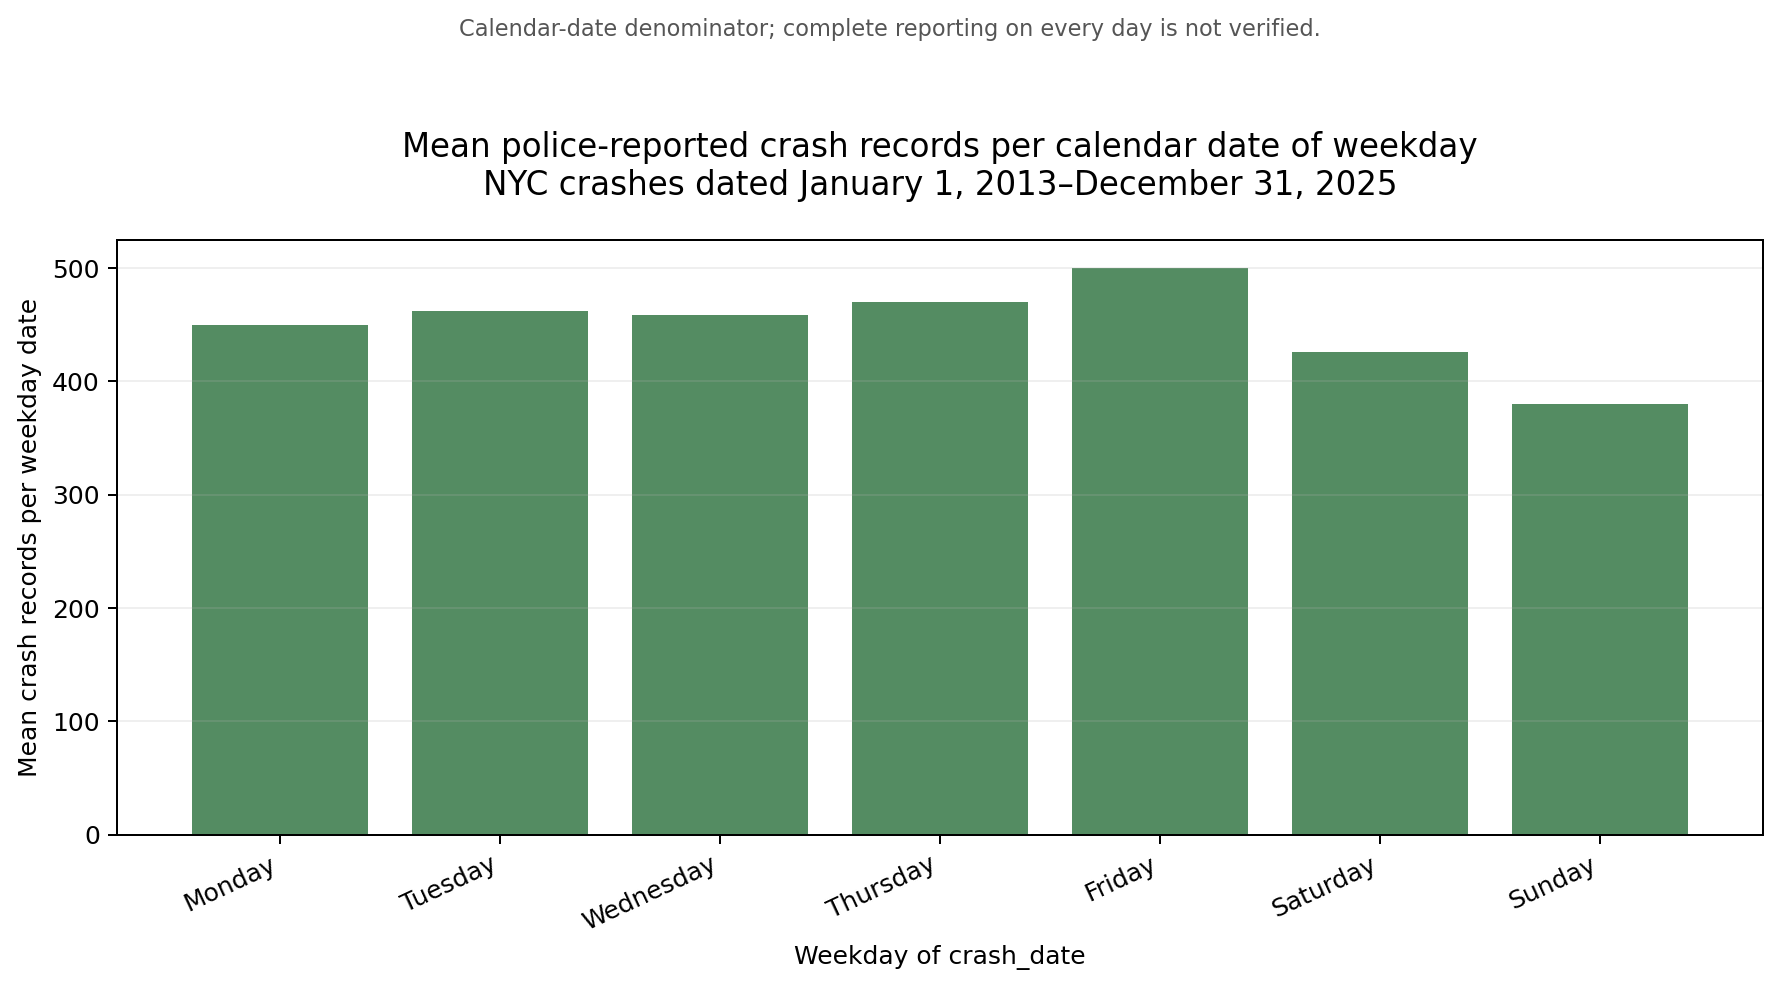 Calendar-date denominator; complete reporting on every day is not verified.
Mean police-reported crash records per calendar date of weekday
NYC crashes dated January 1, 2013–December 31, 2025
Mean crash records per weekday date
500
400
300
200
100
0
Monday
Tuesday
Wednesday
Thursday
Friday
Saturday
Sunday
Weekday of crash_date